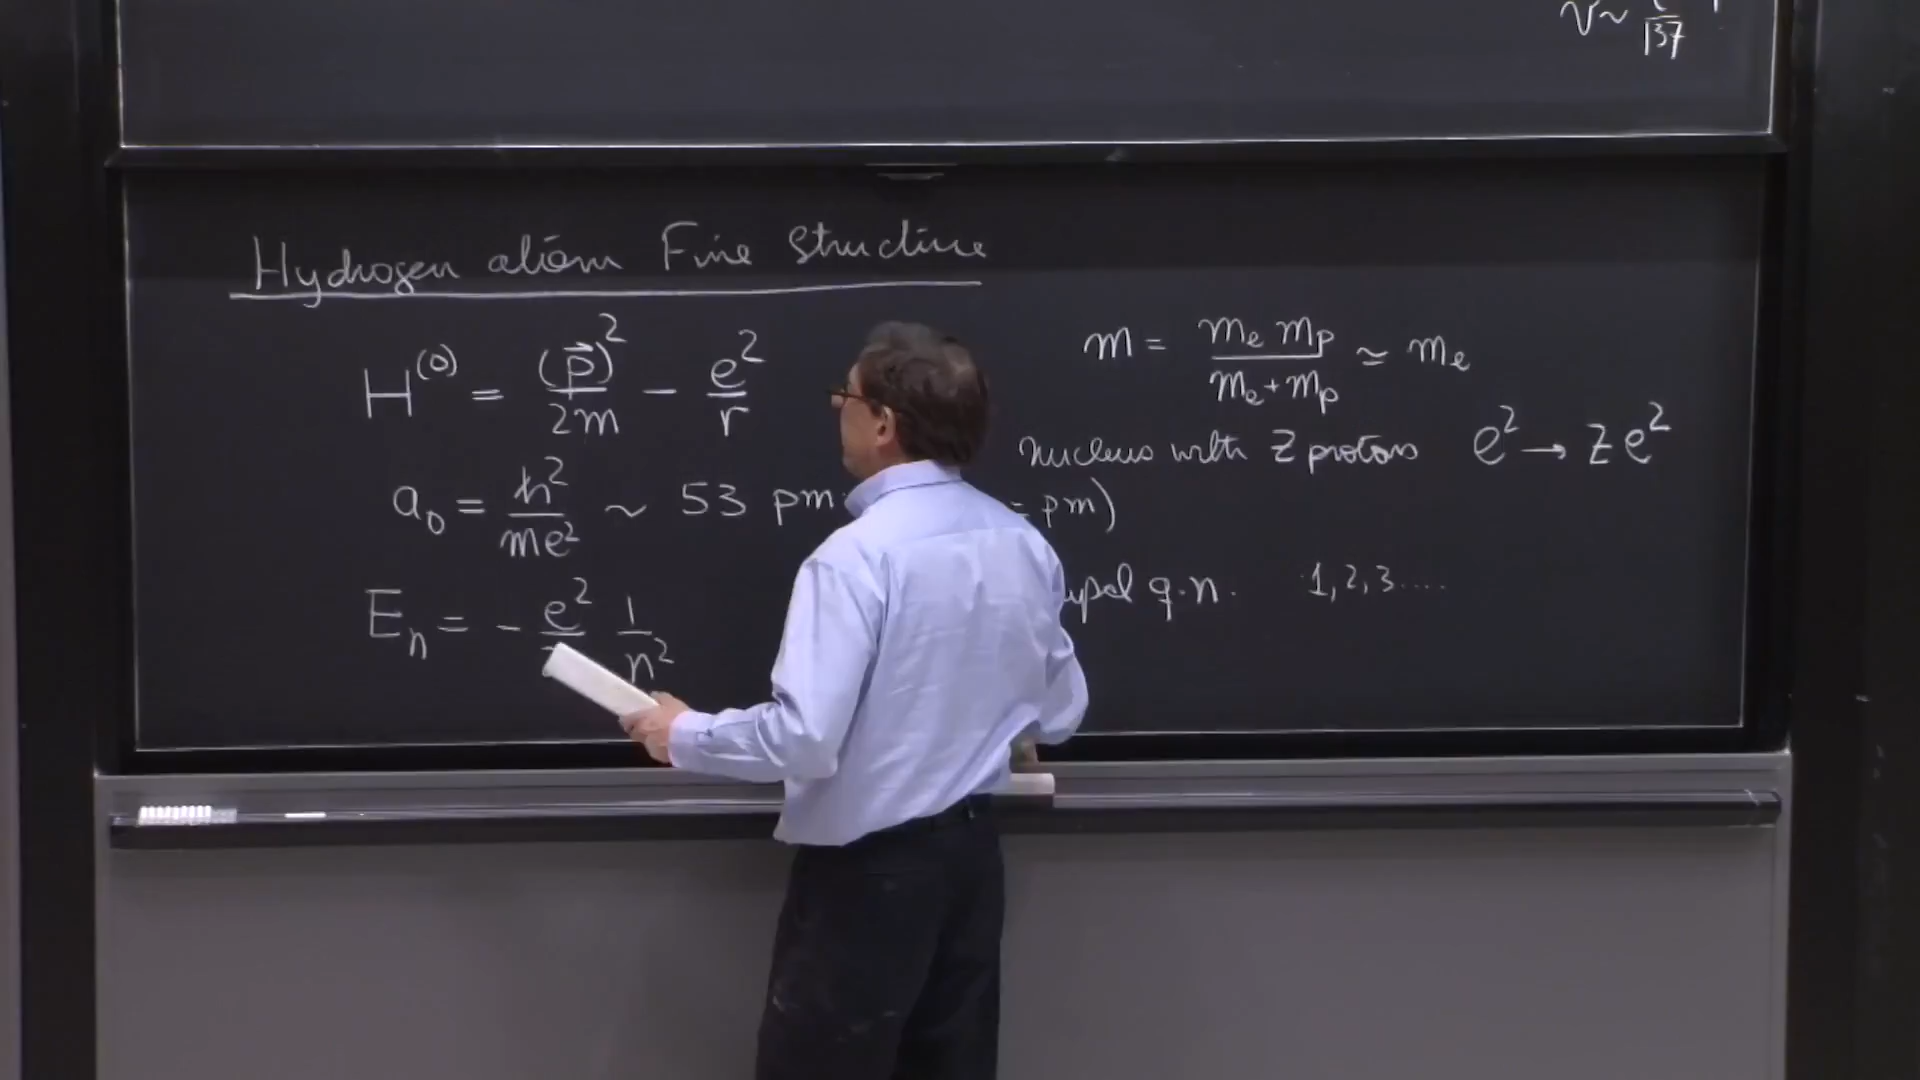 v ~ c/137
Hydrogen atom Fine Structure
H^(0) = (p⃗)^2/2m − e^2/r
m = m_e m_p/(m_e + m_p) ≃ m_e
nucleus with Z protons e^2 → Z e^2
a_0 = ħ^2/me^2 ~ 53 pm = pm)
E_n = − e^2 1/n^2 q.n. 1, 2, 3 ....